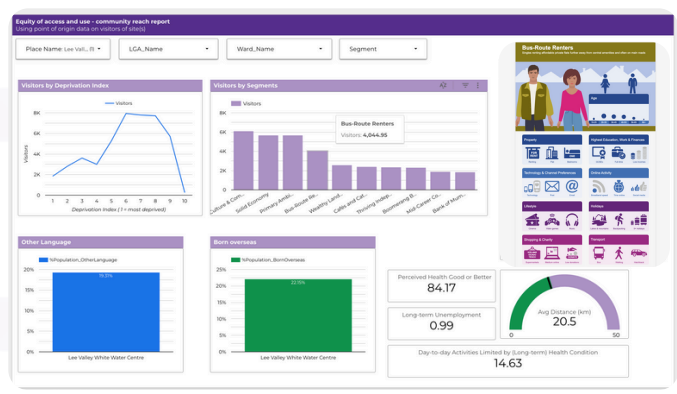 Equity of access and use - community reach report
Using point of origin data on visitors of site(s)
Place Name: Lee Vall...
LGA_Name
Ward_Name
Segment
Bus-Route Renters
Age
Property
Highest Education, Work & Finances
Technology & Channel Preferences
Online Activity
Lifestyle
Holidays
Shopping & Charity
Transport
Visitors by Deprivation Index
Visitors
Visitors
8K
6K
4K
2K
0
1 2 3 4 5 6 7 8 9 10
Deprivation Index ( 1 = most deprived)
Visitors by Segments
Visitors
Bus-Route Renters
Visitors: 4,044.95
8K
6K
4K
2K
0
Culture & Com...
Solid Economy
Primary Ambi...
Bus-Route Re...
Wealthy Land...
Cafés and Cat...
Thriving Indep...
Boomerang B...
Mid-Career Co...
Bank of Mum...
Other Language
%Population_OtherLanguage
20%
15%
10%
5%
0%
Lee Valley White Water Centre
Born overseas
%Population_BornOverseas
25%
20%
15%
10%
5%
0%
Lee Valley White Water Centre
Perceived Health Good or Better
84.17
Long-term Unemployment
0.99
Avg Distance (km)
20.5
0
50
Day-to-day Activities Limited by (Long-term) Health Condition
14.63